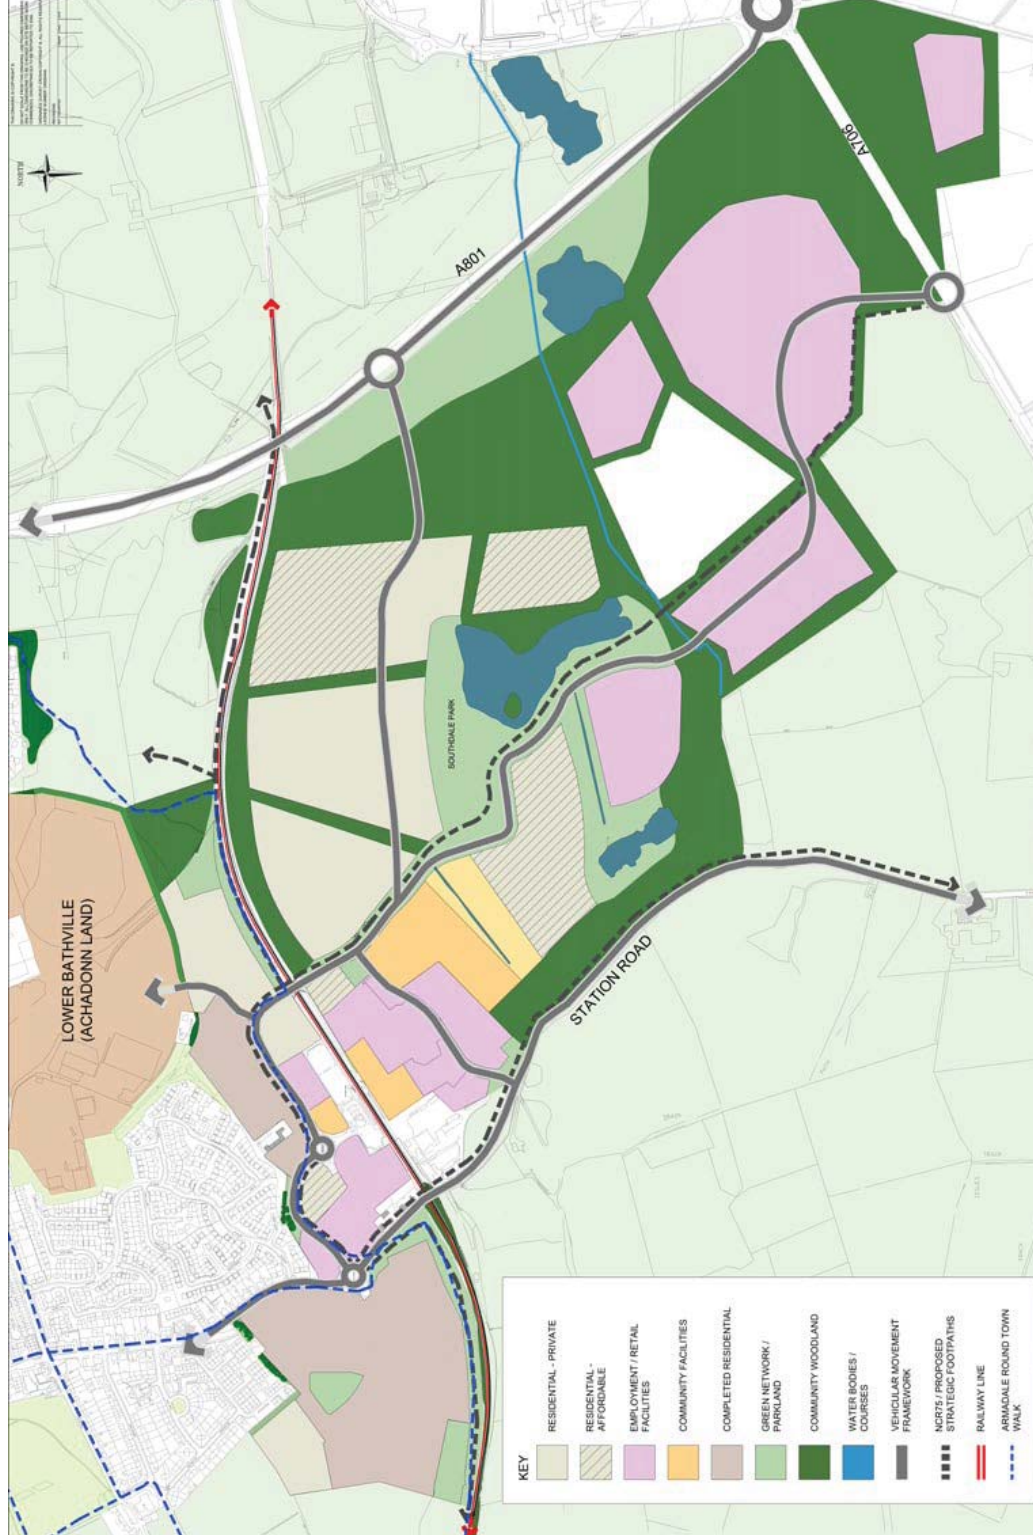 NORTH
LOWER BATHVILLE
(ACHADONN LAND)
A801
A706
SOUTHDALE PARK
STATION ROAD
KEY
RESIDENTIAL - PRIVATE
RESIDENTIAL -
AFFORDABLE
EMPLOYMENT / RETAIL
FACILITIES
COMMUNITY FACILITIES
COMPLETED RESIDENTIAL
GREEN NETWORK /
PARKLAND
COMMUNITY WOODLAND
WATER BODIES /
COURSES
VEHICULAR MOVEMENT
FRAMEWORK
NCR75 / PROPOSED
STRATEGIC FOOTPATHS
RAILWAY LINE
ARMADALE ROUND TOWN
WALK